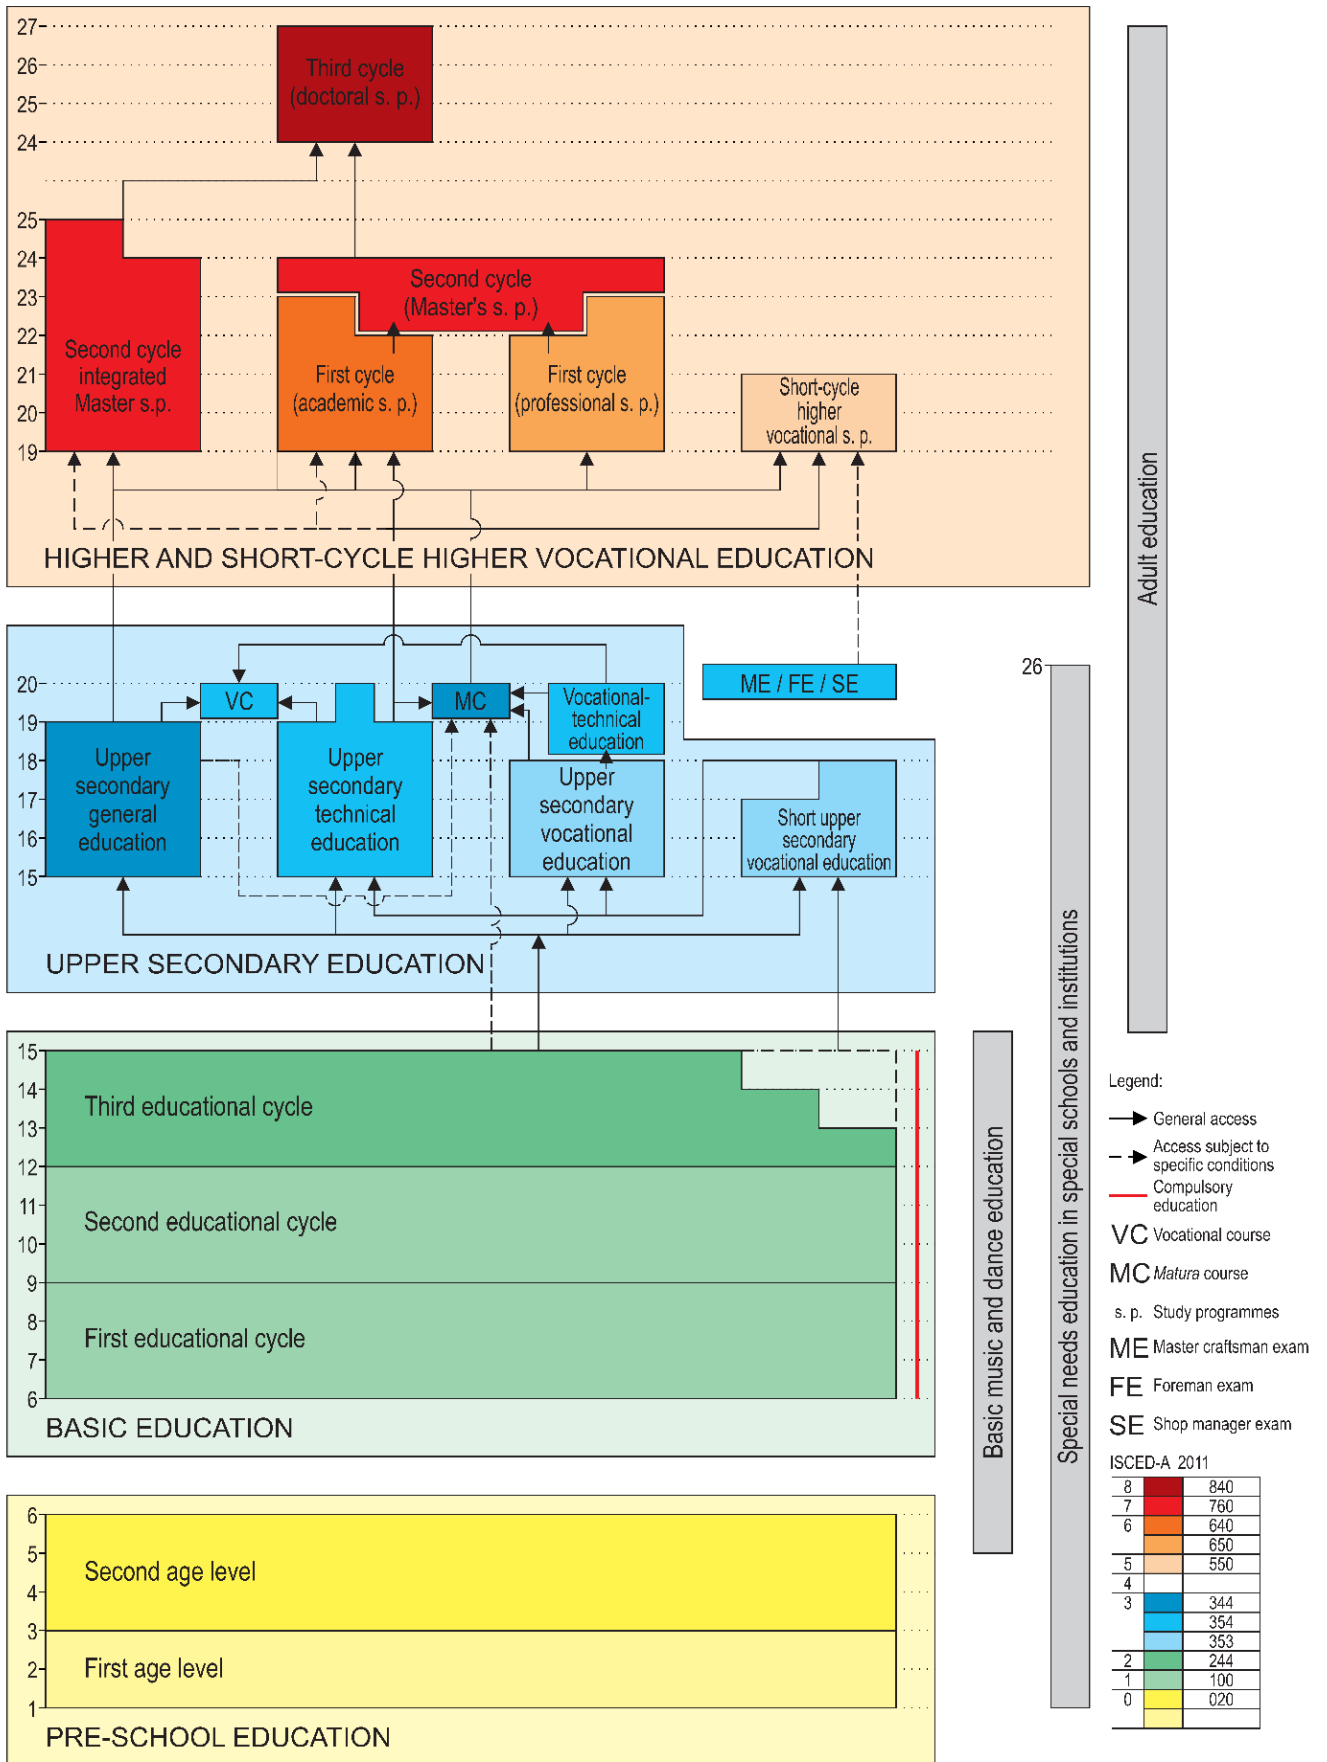 27
26
25
24
Third cycle
(doctoral s. p.)
25
24
23
22
21
20
19
Second cycle
integrated
Master s.p.
Second cycle
(Master's s. p.)
First cycle
(academic s. p.)
First cycle
(professional s. p.)
Short-cycle
higher
vocational s. p.
HIGHER AND SHORT-CYCLE HIGHER VOCATIONAL EDUCATION
20
19
18
17
16
15
VC
MC
Vocational-
technical
education
ME / FE / SE
Upper
secondary
general
education
Upper
secondary
technical
education
Upper
secondary
vocational
education
Short upper
secondary
vocational education
UPPER SECONDARY EDUCATION
15
14
13
12
11
10
9
8
7
6
Third educational cycle
Second educational cycle
First educational cycle
BASIC EDUCATION
6
5
4
3
2
1
Second age level
First age level
PRE-SCHOOL EDUCATION
Basic music and dance education
26
Special needs education in special schools and institutions
Adult education
Legend:
General access
Access subject to
specific conditions
Compulsory
education
VC Vocational course
MC Matura course
s. p. Study programmes
ME Master craftsman exam
FE Foreman exam
SE Shop manager exam
ISCED-A 2011
8 840
7 760
6 640
650
5 550
4
3 344
354
353
2 244
1 100
0 020